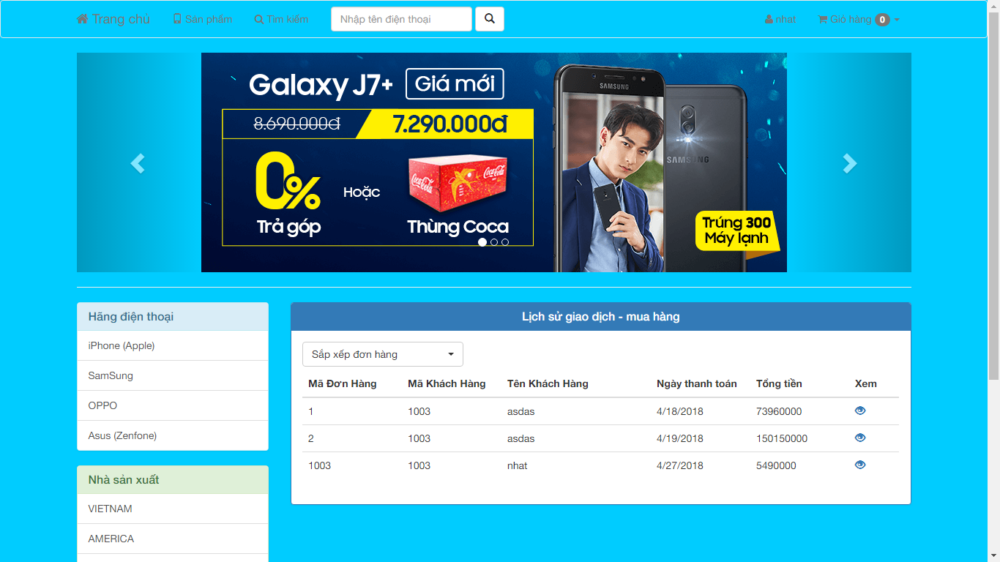 Trang chủ Sản phẩm Tìm kiếm Nhập tên điện thoại nhat Giỏ hàng 0
Galaxy J7+ Giá mới
8.690.000đ 7.290.000đ
0%
Trả góp
Hoặc
Coca-Cola Coca-Cola
Thùng Coca
SAMSUNG
SAMSUNG
Trúng 300
Máy lạnh
Hãng điện thoại
iPhone (Apple)
SamSung
OPPO
Asus (Zenfone)
Nhà sản xuất
VIETNAM
AMERICA
Lịch sử giao dịch - mua hàng
Sắp xếp đơn hàng
Mã Đơn Hàng Mã Khách Hàng Tên Khách Hàng Ngày thanh toán Tổng tiền Xem
1 1003 asdas 4/18/2018 73960000
2 1003 asdas 4/19/2018 150150000
1003 1003 nhat 4/27/2018 5490000